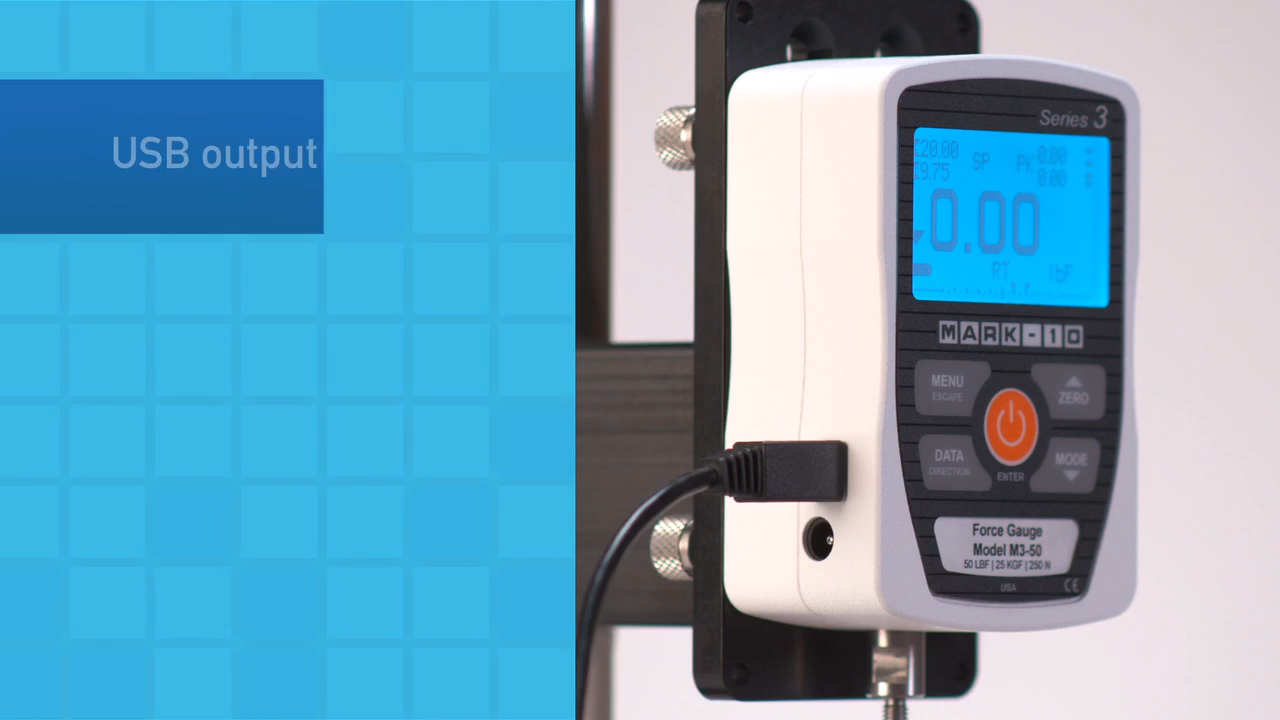 USB output
Series 3
20.00 SP Pk 0.00
9.75 0.00
0.00
RT lbF
MARK-10
MENU
ESCAPE
ZERO
DATA
DIRECTION
MODE
ENTER
Force Gauge
Model M3-50
50 LBF | 25 KGF | 250 N
USA CE